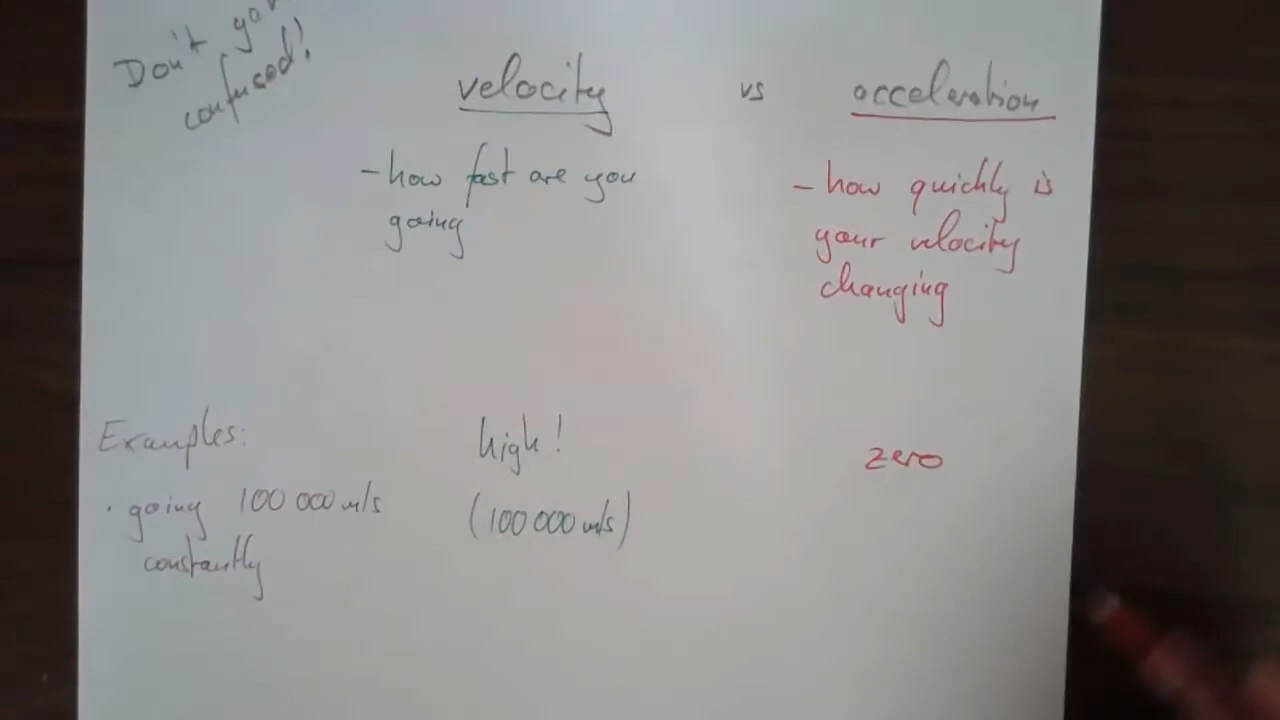 Don't
confused!
velocity vs acceleration
- how fast are you
going
- how quickly is
your velocity
changing
Examples:
high!
zero
· going 100 000 m/s
constantly
(100 000 m/s)